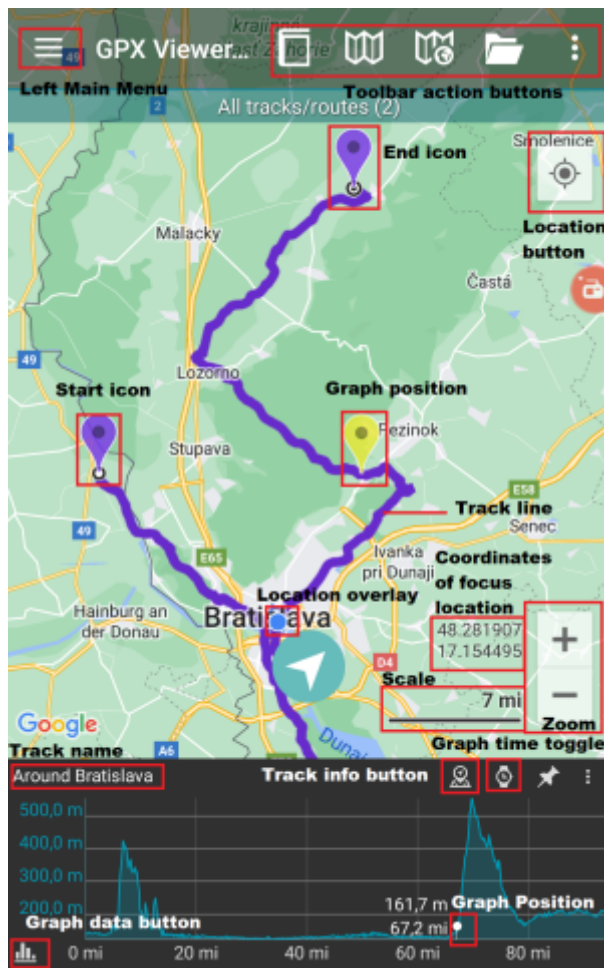 krajinná
GPX Viewer...
Left Main Menu
Toolbar action buttons
2
All tracks/routes (2)
End icon
Smolenice
Location
button
Malacky
Častá
49
Lozorno
Start icon
Graph position
Pezinok
Stupava
E58
Track line
Senec
49
E65
Ivanka
pri Dunaji
Coordinates
of focus
location
Location overlay
Hainburg an
der Donau
Bratislava
48.281907
17.154495
D4
Scale
7 mi
Google
Zoom
Graph time toggle
Track name
A6
Around Bratislava
Track info button
500,0 m
400,0 m
300,0 m
200,0 m
161,7 m
Graph Position
Graph data button
67,2 mi
0 mi
20 mi
40 mi
60 mi
80 mi